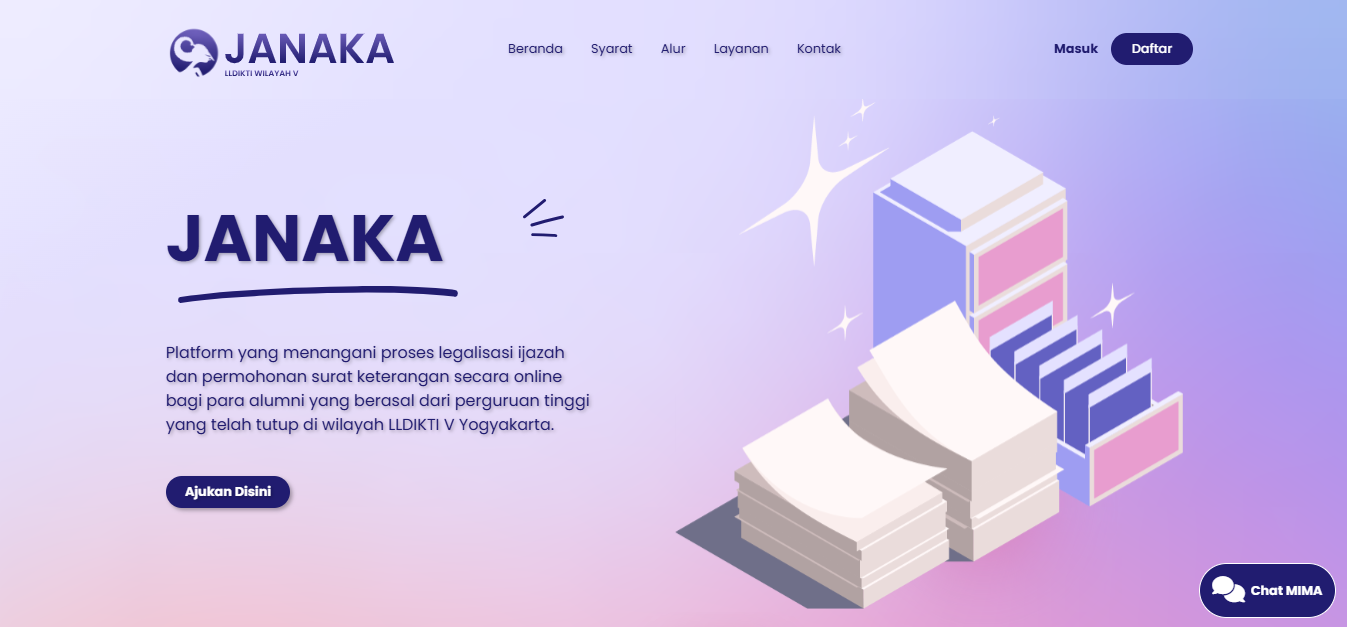 JANAKA
LLDIKTI WILAYAH V
Beranda
Syarat
Alur
Layanan
Kontak
Masuk
Daftar
JANAKA
Platform yang menangani proses legalisasi ijazah
dan permohonan surat keterangan secara online
bagi para alumni yang berasal dari perguruan tinggi
yang telah tutup di wilayah LLDIKTI V Yogyakarta.
Ajukan Disini
Chat MIMA